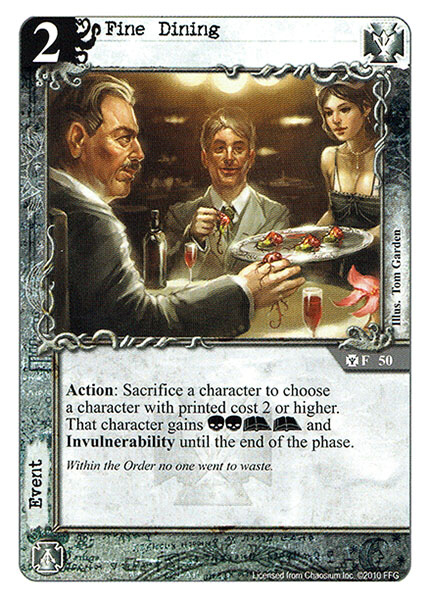 2
Fine Dining
Illus. Tom Garden
F 50
Action: Sacrifice a character to choose
a character with printed cost 2 or higher.
That character gains and
Invulnerability until the end of the phase.
Within the Order no one went to waste.
Event
Licensed from Chaosium Inc. ©2010 FFG